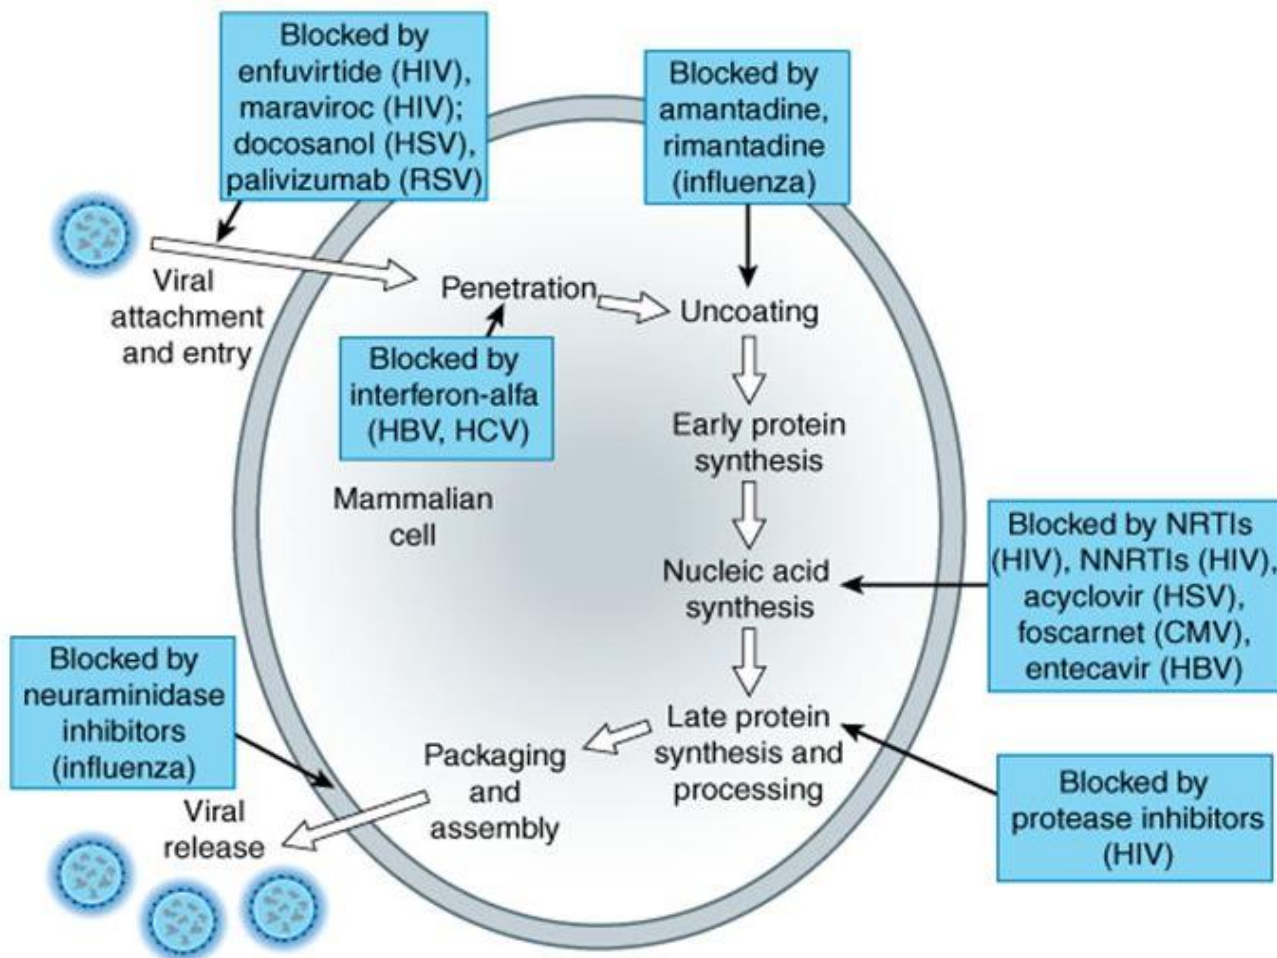 Blocked by
enfuvirtide (HIV),
maraviroc (HIV);
docosanol (HSV),
palivizumab (RSV)
Blocked by
amantadine,
rimantadine
(influenza)
Viral
attachment
and entry
Penetration
Uncoating
Blocked by
interferon-alfa
(HBV, HCV)
Early protein
synthesis
Mammalian
cell
Nucleic acid
synthesis
Blocked by NRTIs
(HIV), NNRTIs (HIV),
acyclovir (HSV),
foscarnet (CMV),
entecavir (HBV)
Late protein
synthesis and
processing
Blocked by
protease inhibitors
(HIV)
Packaging
and
assembly
Blocked by
neuraminidase
inhibitors
(influenza)
Viral
release